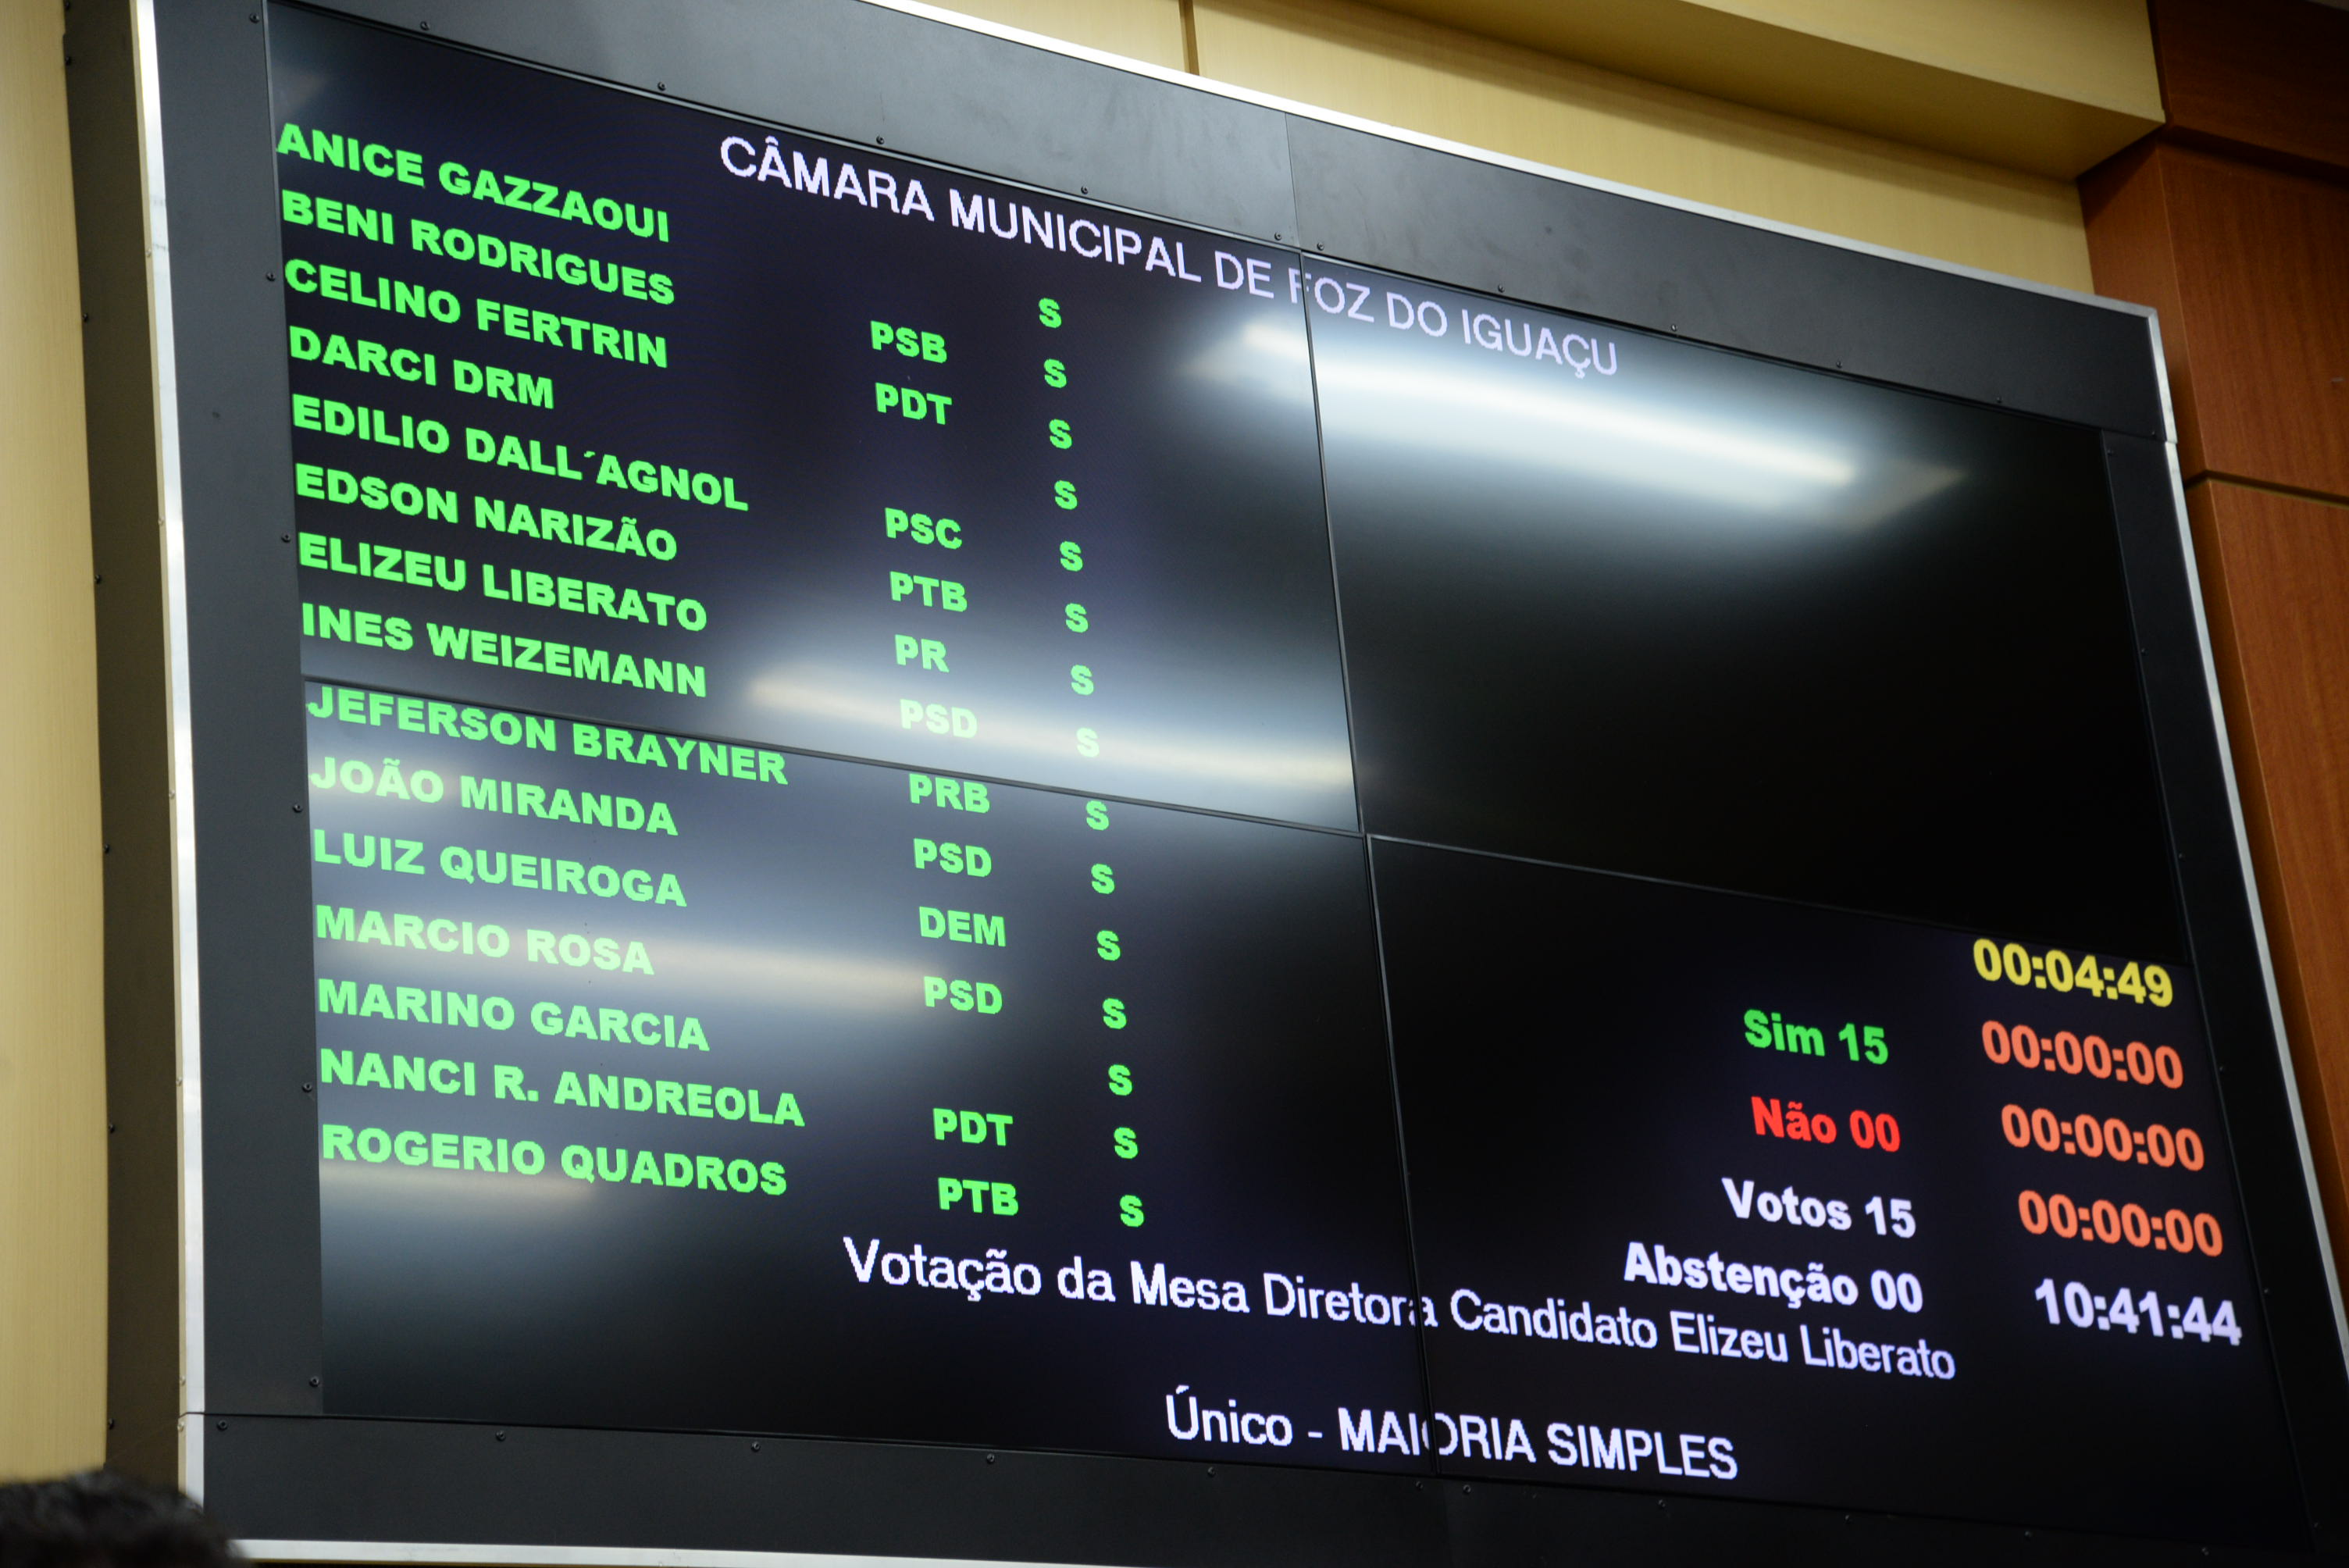 CÂMARA MUNICIPAL DE FOZ DO IGUAÇU
ANICE GAZZAOUI S
BENI RODRIGUES PSB S
CELINO FERTRIN PDT S
DARCI DRM S
EDILIO DALL´AGNOL PSC S
EDSON NARIZÃO PTB S
ELIZEU LIBERATO PR S
INES WEIZEMANN PSD S
JEFERSON BRAYNER PRB S
JOÃO MIRANDA PSD S
LUIZ QUEIROGA DEM S
MARCIO ROSA PSD S
MARINO GARCIA S
NANCI R. ANDREOLA PDT S
ROGERIO QUADROS PTB S
00:04:49
Sim 15 00:00:00
Não 00 00:00:00
Votos 15 00:00:00
Abstenção 00 10:41:44
Votação da Mesa Diretora Candidato Elizeu Liberato
Único - MAIORIA SIMPLES